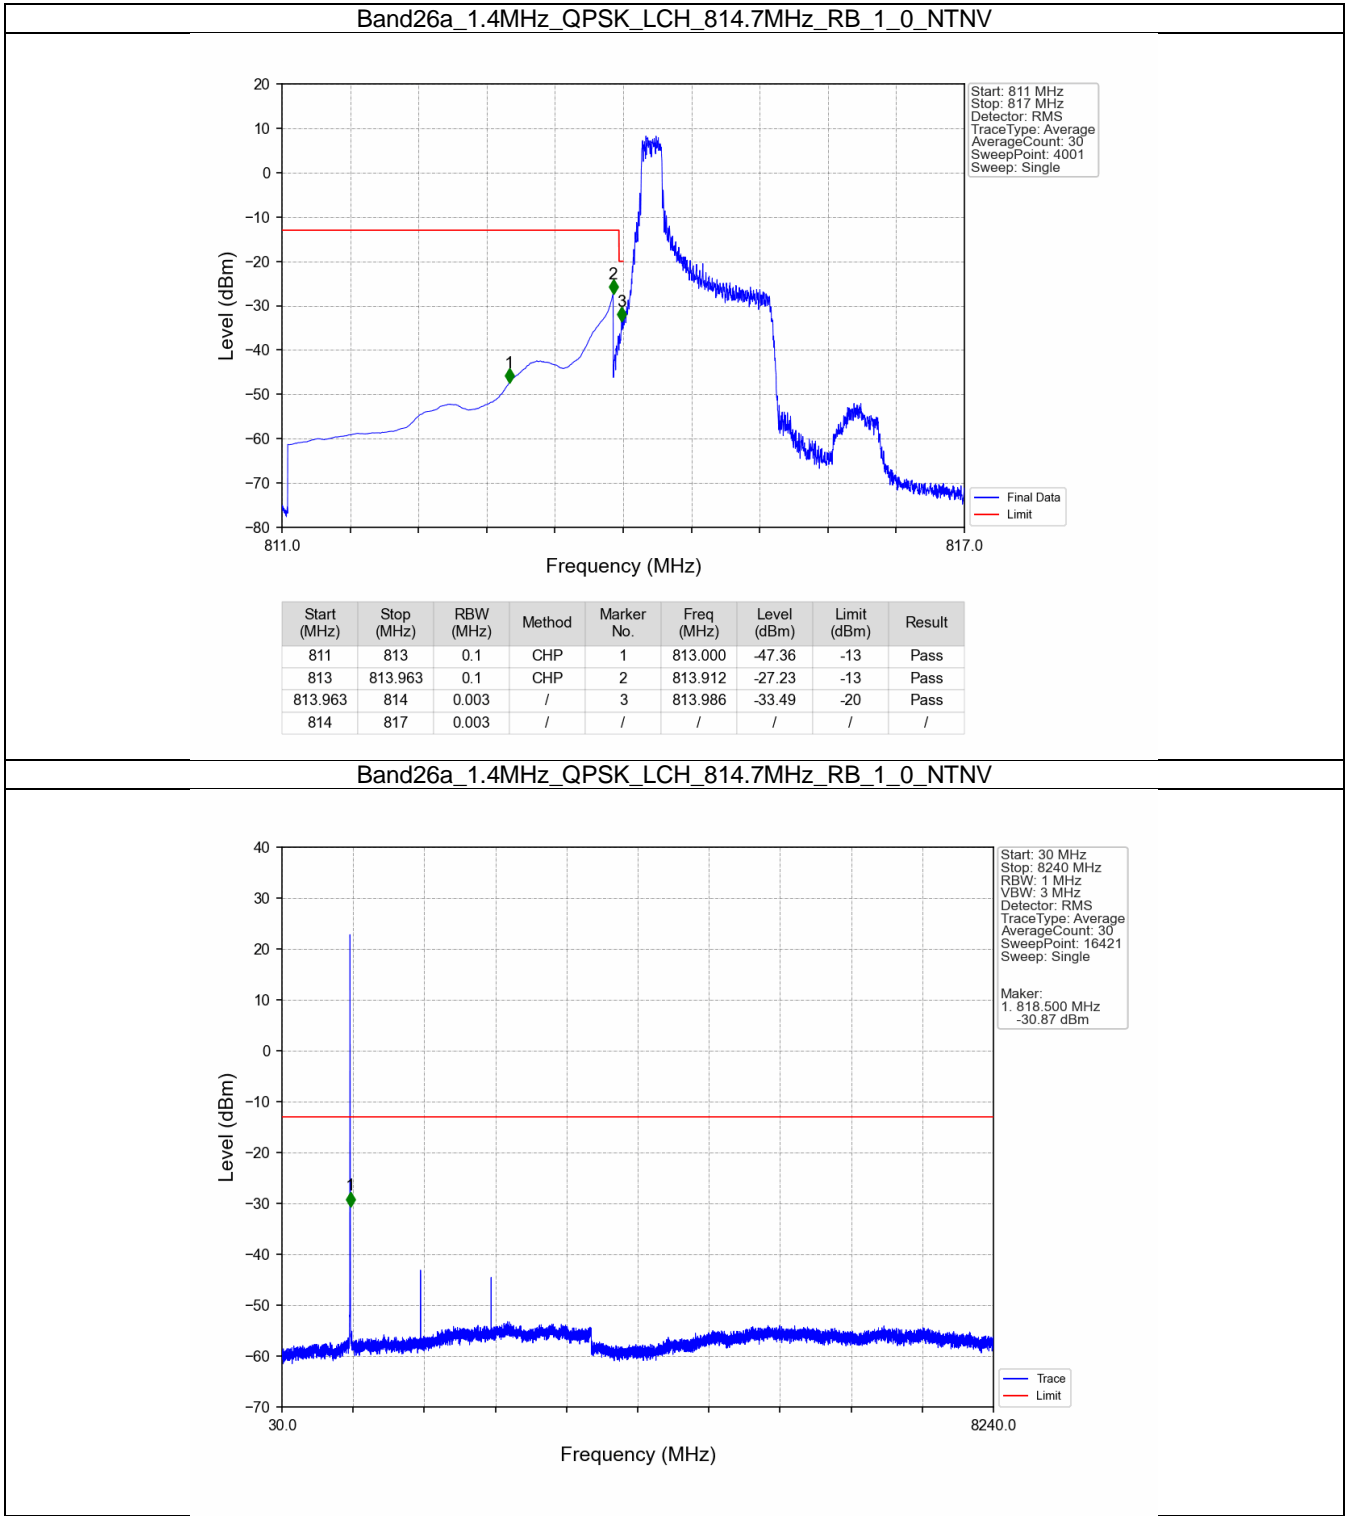 Band26a_1.4MHz_QPSK_LCH_814.7MHz_RB_1_0_NTNV
20
10
0
−10
−20
−30
−40
−50
−60
−70
−80
Level (dBm)
1
2
3
811.0
817.0
Frequency (MHz)
Start: 811 MHz
Stop: 817 MHz
Detector: RMS
TraceType: Average
AverageCount: 30
SweepPoint: 4001
Sweep: Single
Final Data
Limit
Start (MHz) Stop (MHz) RBW (MHz) Method Marker No. Freq (MHz) Level (dBm) Limit (dBm) Result
811 813 0.1 CHP 1 813.000 -47.36 -13 Pass
813 813.963 0.1 CHP 2 813.912 -27.23 -13 Pass
813.963 814 0.003 / 3 813.986 -33.49 -20 Pass
814 817 0.003 / / / / / /
Band26a_1.4MHz_QPSK_LCH_814.7MHz_RB_1_0_NTNV
40
30
20
10
0
−10
−20
−30
−40
−50
−60
−70
Level (dBm)
1
30.0
8240.0
Frequency (MHz)
Start: 30 MHz
Stop: 8240 MHz
RBW: 1 MHz
VBW: 3 MHz
Detector: RMS
TraceType: Average
AverageCount: 30
SweepPoint: 16421
Sweep: Single
Maker:
1. 818.500 MHz
-30.87 dBm
Trace
Limit